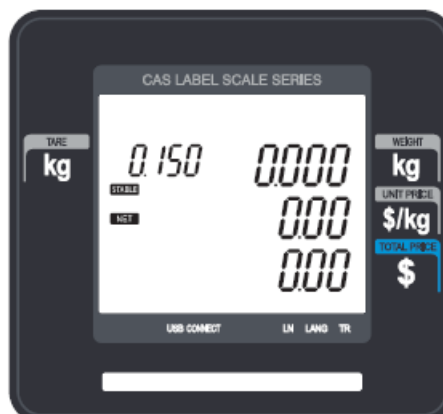 CAS LABEL SCALE SERIES
TARE
kg
0.150
0.000
WEIGHT
kg
STABLE
UNIT PRICE
$/kg
NET
0.00
TOTAL PRICE
$
0.00
USB CONNECT LN LANG TR